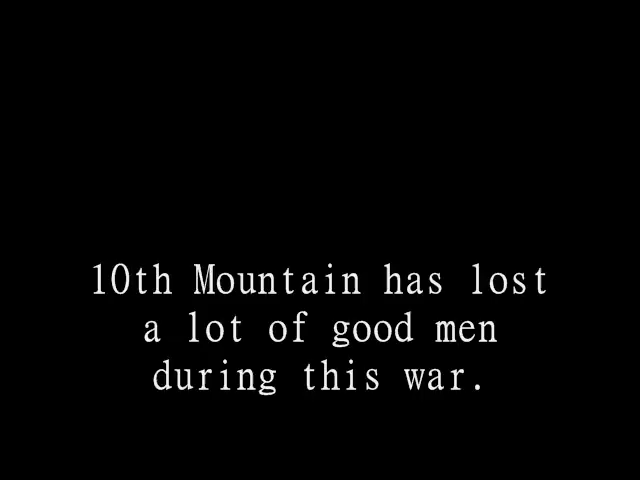 10th Mountain has lost
a lot of good men
during this war.